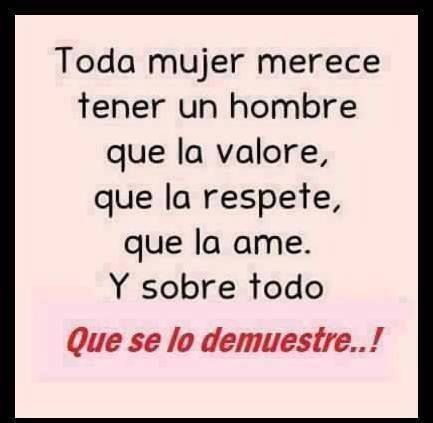 Toda mujer merece
tener un hombre
que la valore,
que la respete,
que la ame.
Y sobre todo
Que se lo demuestre..!